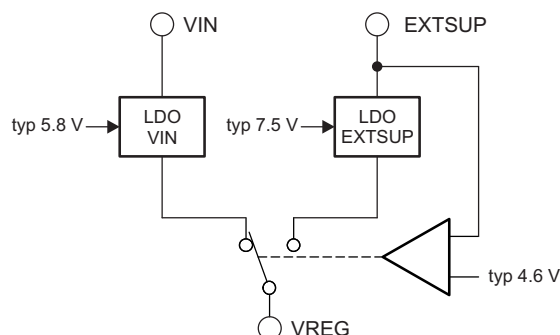 VIN
EXTSUP
typ 5.8 V
LDO
VIN
typ 7.5 V
LDO
EXTSUP
typ 4.6 V
VREG